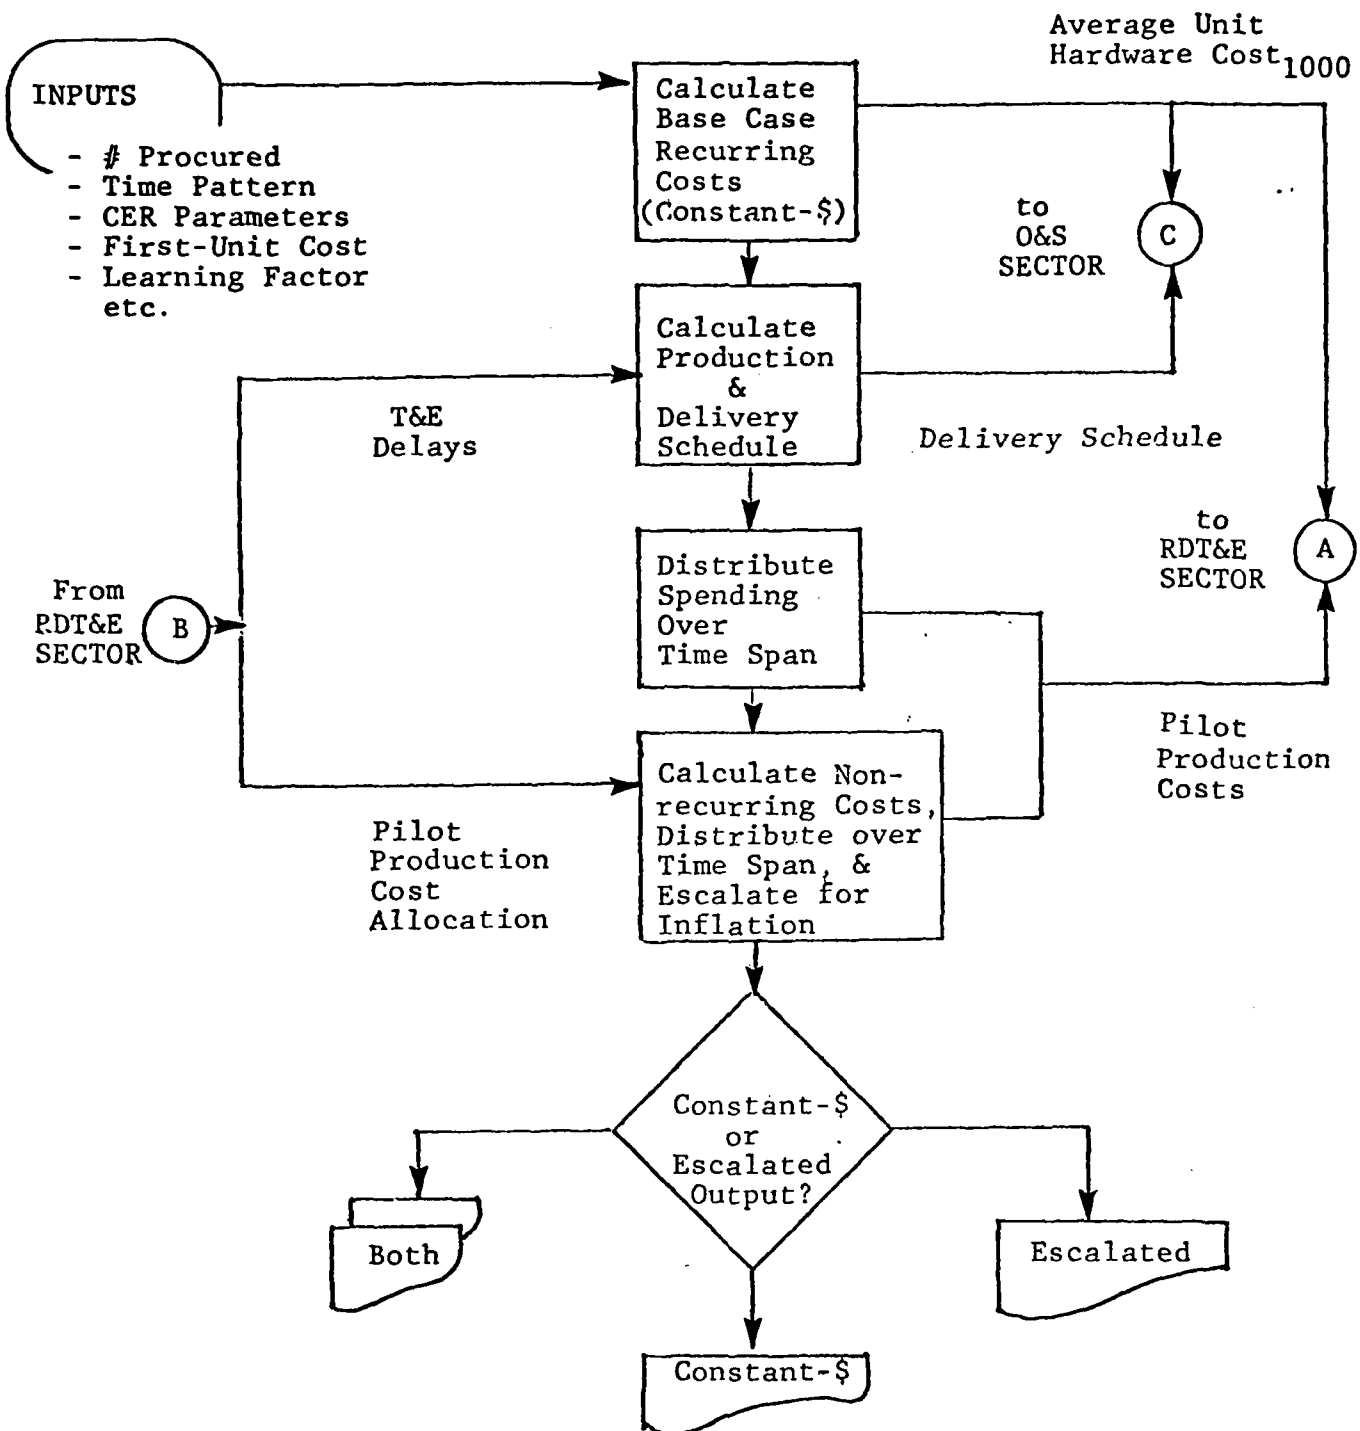 Average Unit
Hardware Cost1000
INPUTS
- # Procured
- Time Pattern
- CER Parameters
- First-Unit Cost
- Learning Factor
etc.
Calculate
Base Case
Recurring
Costs
(Constant-$)
to
O&S
SECTOR
C
Calculate
Production
&
Delivery
Schedule
T&E
Delays
Delivery Schedule
to
RDT&E
SECTOR
A
Distribute
Spending
Over
Time Span
From
RDT&E
SECTOR
B
Calculate Non-
recurring Costs,
Distribute over
Time Span, &
Escalate for
Inflation
Pilot
Production
Costs
Pilot
Production
Cost
Allocation
Constant-$
or
Escalated
Output?
Both
Escalated
Constant-$